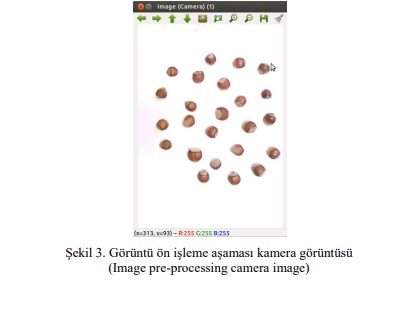 Image (Camera) (1)
(x=313, y=93) ~ R:255 G:255 B:255
Şekil 3. Görüntü ön işleme aşaması kamera görüntüsü
(Image pre-processing camera image)